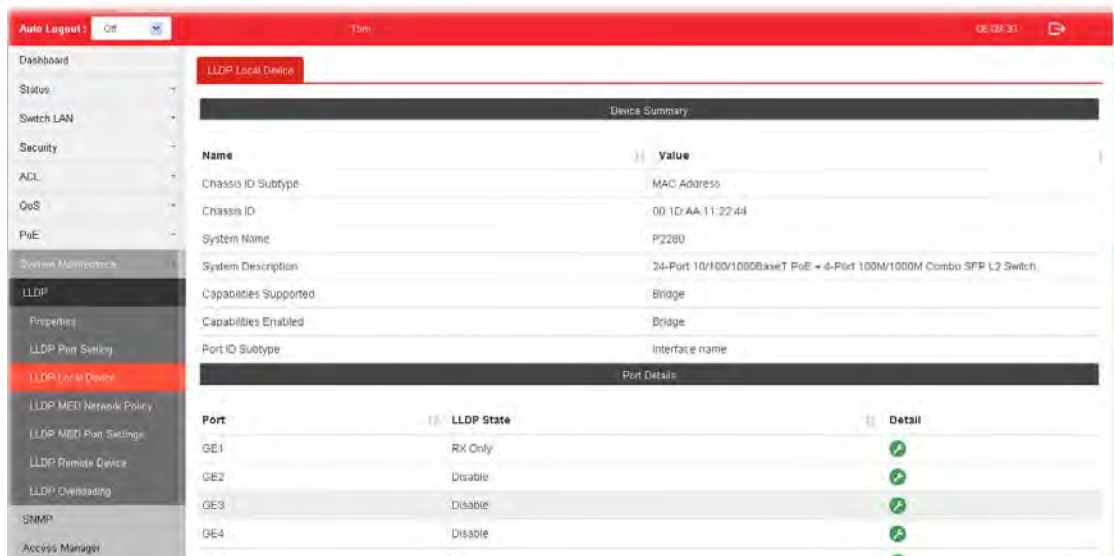 Auto Logout : Off
Tom
LLDP Local Device
Dashboard
Status
Switch LAN
Security
ACL
QoS
PoE
System Maintenance
LLDP
Properties
LLDP Port Setting
LLDP Local Device
LLDP MED Network Policy
LLDP MED Port Settings
LLDP Remote Device
LLDP Overloading
SNMP
Access Manager
Device Summary
Name Value
Chassis ID Subtype MAC Address
Chassis ID 00:1D:AA:11:22:44
System Name P2280
System Description 24-Port 10/100/1000BaseT PoE + 4-Port 100M/1000M Combo SFP L2 Switch
Capabilities Supported Bridge
Capabilities Enabled Bridge
Port ID Subtype Interface name
Port Details
Port LLDP State Detail
GE1 RX Only
GE2 Disable
GE3 Disable
GE4 Disable